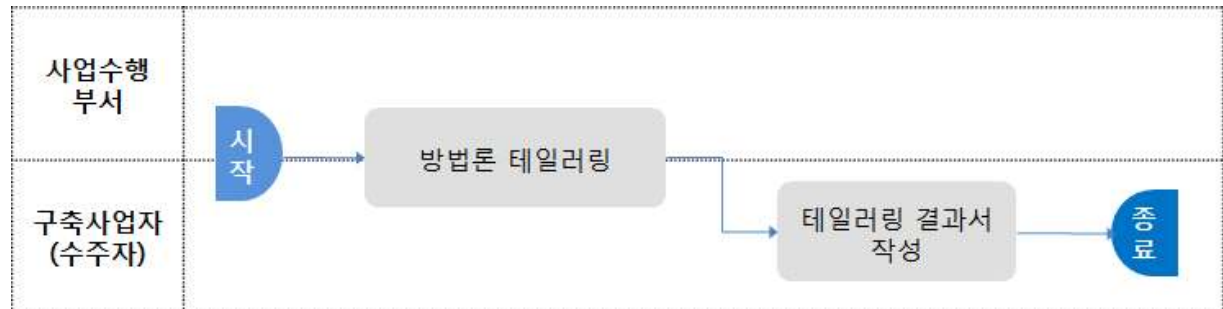 사업수행
부서
시
작
방법론 테일러링
구축사업자
(수주자)
테일러링 결과서
작성
종
료